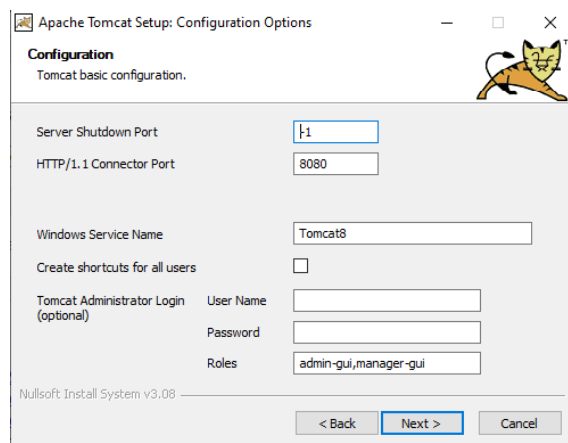 Apache Tomcat Setup: Configuration Options
Configuration
Tomcat basic configuration.
TM
Server Shutdown Port -1
HTTP/1.1 Connector Port 8080
Windows Service Name Tomcat8
Create shortcuts for all users
Tomcat Administrator Login User Name
(optional)
Password
Roles admin-gui,manager-gui
Nullsoft Install System v3.08
< Back Next > Cancel